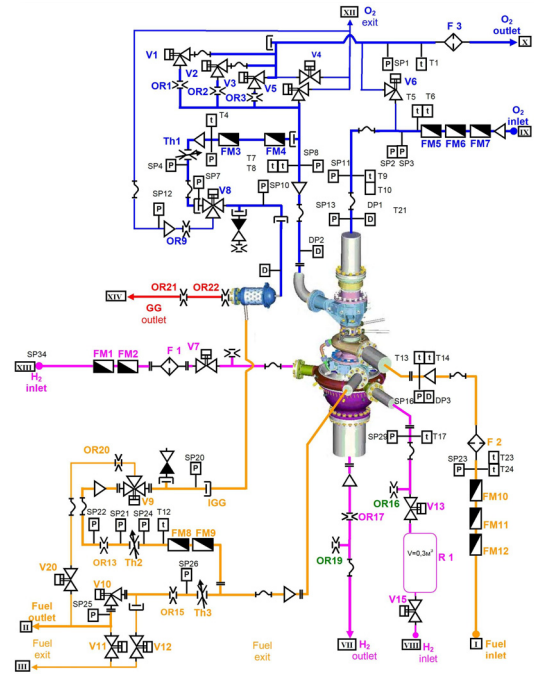 XII
O2
exit
F 3
O2
outlet
X
V1
V2
V3
V4
V5
V6
OR1
OR2
OR3
P
SP1
t
T1
T5
T6
t
t
O2
inlet
IX
T4
t
Th1
FM3
FM4
T7
T8
SP8
t
t
P
FM5
FM6
FM7
P
P
SP2
SP3
SP4
P
SP7
P
V8
SP10
P
SP11
P
t
T9
t
T10
SP12
P
OR9
SP13
P
DP1
D
T21
DP2
D
D
OR21
OR22
XIV
GG
outlet
SP34
XIII
H2
inlet
FM1
FM2
F 1
V7
T13
t
t
T14
P
D
DP3
SP16
SP29
P
t
T17
F 2
SP23
P
t
T23
t
T24
OR20
V9
SP20
P
IGG
OR16
V13
OR17
FM10
FM11
FM12
SP22
P
SP21
P
SP24
P
T12
t
FM8
FM9
OR13
Th2
OR19
V=0,3м³
R 1
V20
V10
SP26
P
OR15
Th3
V15
SP25
P
Fuel
outlet
II
V11
V12
Fuel
exit
Fuel
exit
III
VII
H2
outlet
VIII
H2
inlet
I
Fuel
inlet